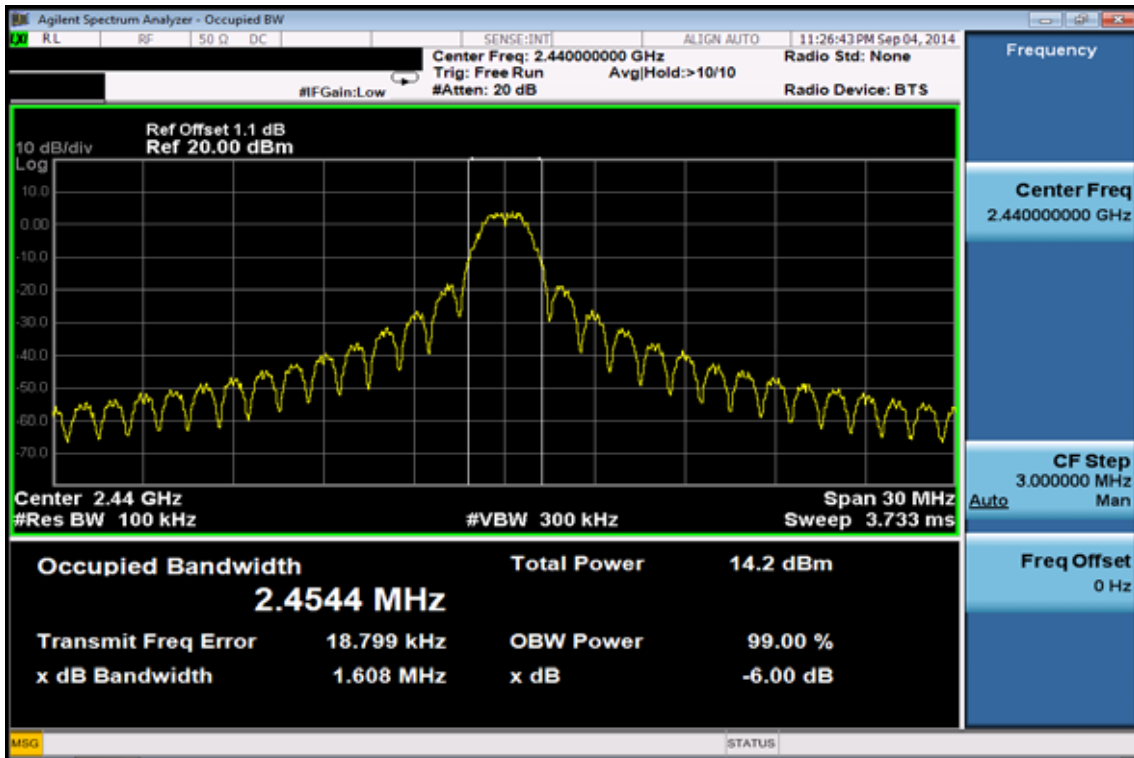 Agilent Spectrum Analyzer - Occupied BW
LXI RL RF 50 Ω DC SENSE:INT ALIGN AUTO 11:26:43 PM Sep 04, 2014
Center Freq: 2.440000000 GHz Radio Std: None
Trig: Free Run Avg|Hold:>10/10
#IFGain:Low #Atten: 20 dB Radio Device: BTS
Ref Offset 1.1 dB
10 dB/div Ref 20.00 dBm
Log
10.0
0.00
-10.0
-20.0
-30.0
-40.0
-50.0
-60.0
-70.0
Center 2.44 GHz Span 30 MHz
#Res BW 100 kHz #VBW 300 kHz Sweep 3.733 ms
Occupied Bandwidth Total Power 14.2 dBm
2.4544 MHz
Transmit Freq Error 18.799 kHz OBW Power 99.00 %
x dB Bandwidth 1.608 MHz x dB -6.00 dB
MSG STATUS
Frequency
Center Freq
2.440000000 GHz
CF Step
3.000000 MHz
Auto Man
Freq Offset
0 Hz